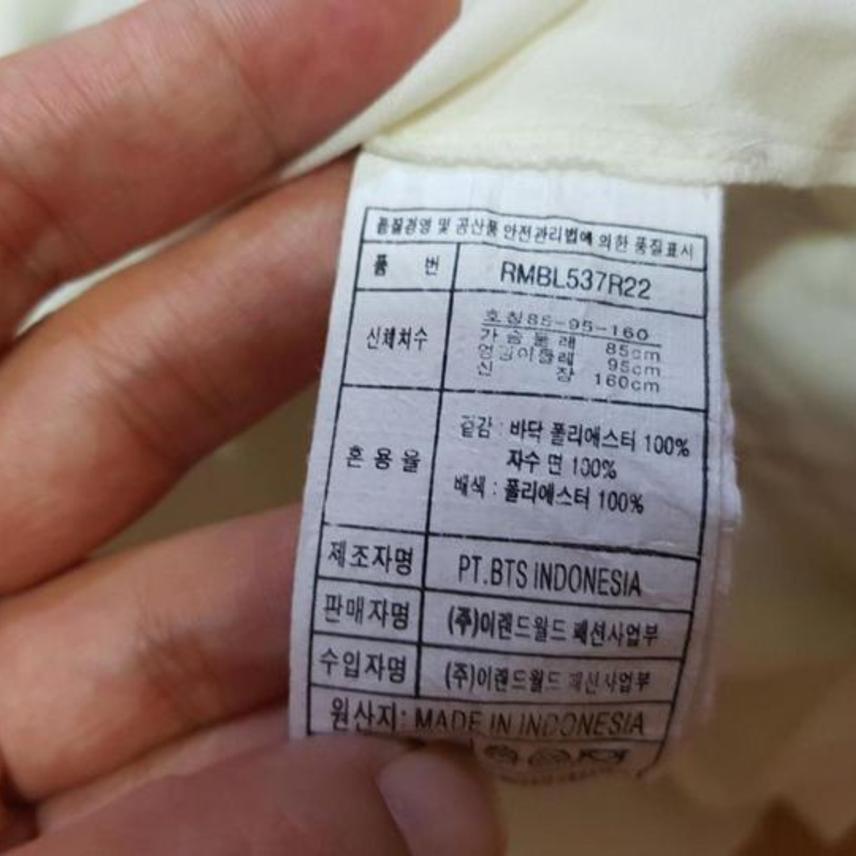 품질경영 및 공산품 안전관리법에 의한 품질표시
품 번 RMBL537R22
신체치수
호칭85-95-160
가슴둘레 85cm
엉덩이둘레 95cm
신 장 160cm
혼용율
겉감 : 바닥 폴리에스터 100%
자수 면 100%
배색 : 폴리에스터 100%
제조자명 PT.BTS INDONESIA
판매자명 (주)이랜드월드 패션사업부
수입자명 (주)이랜드월드 패션사업부
원산지: MADE IN INDONESIA